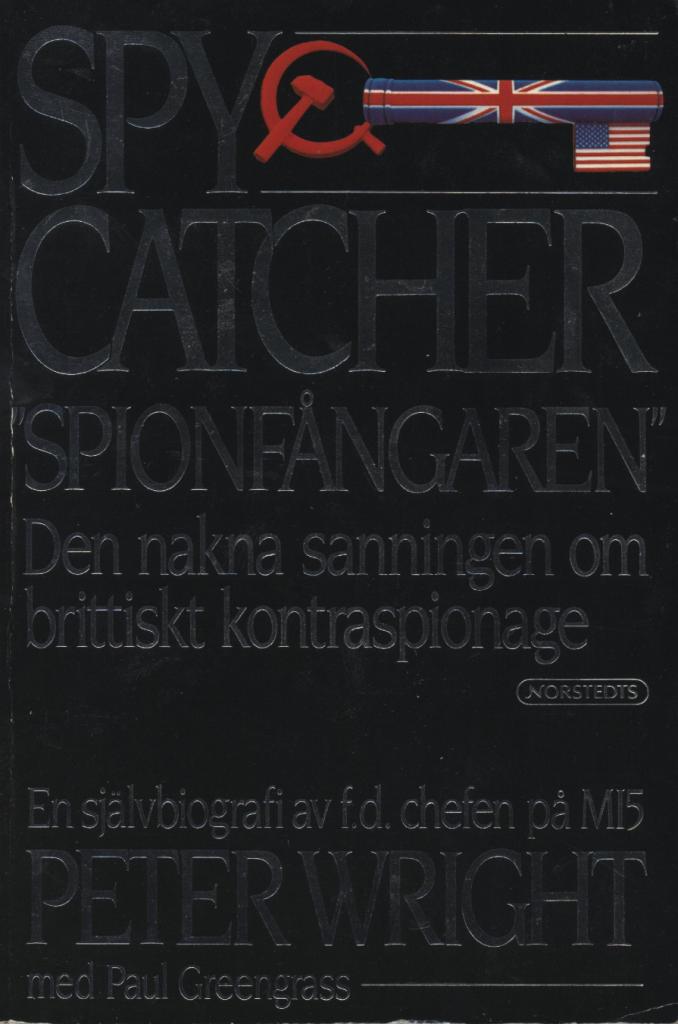 SPY
CATCHER
"SPIONFÅNGAREN"
Den nakna sanningen om
brittiskt kontraspionage
NORSTEDTS
En självbiografi av f.d. chefen på MI5
PETER WRIGHT
med Paul Greengrass